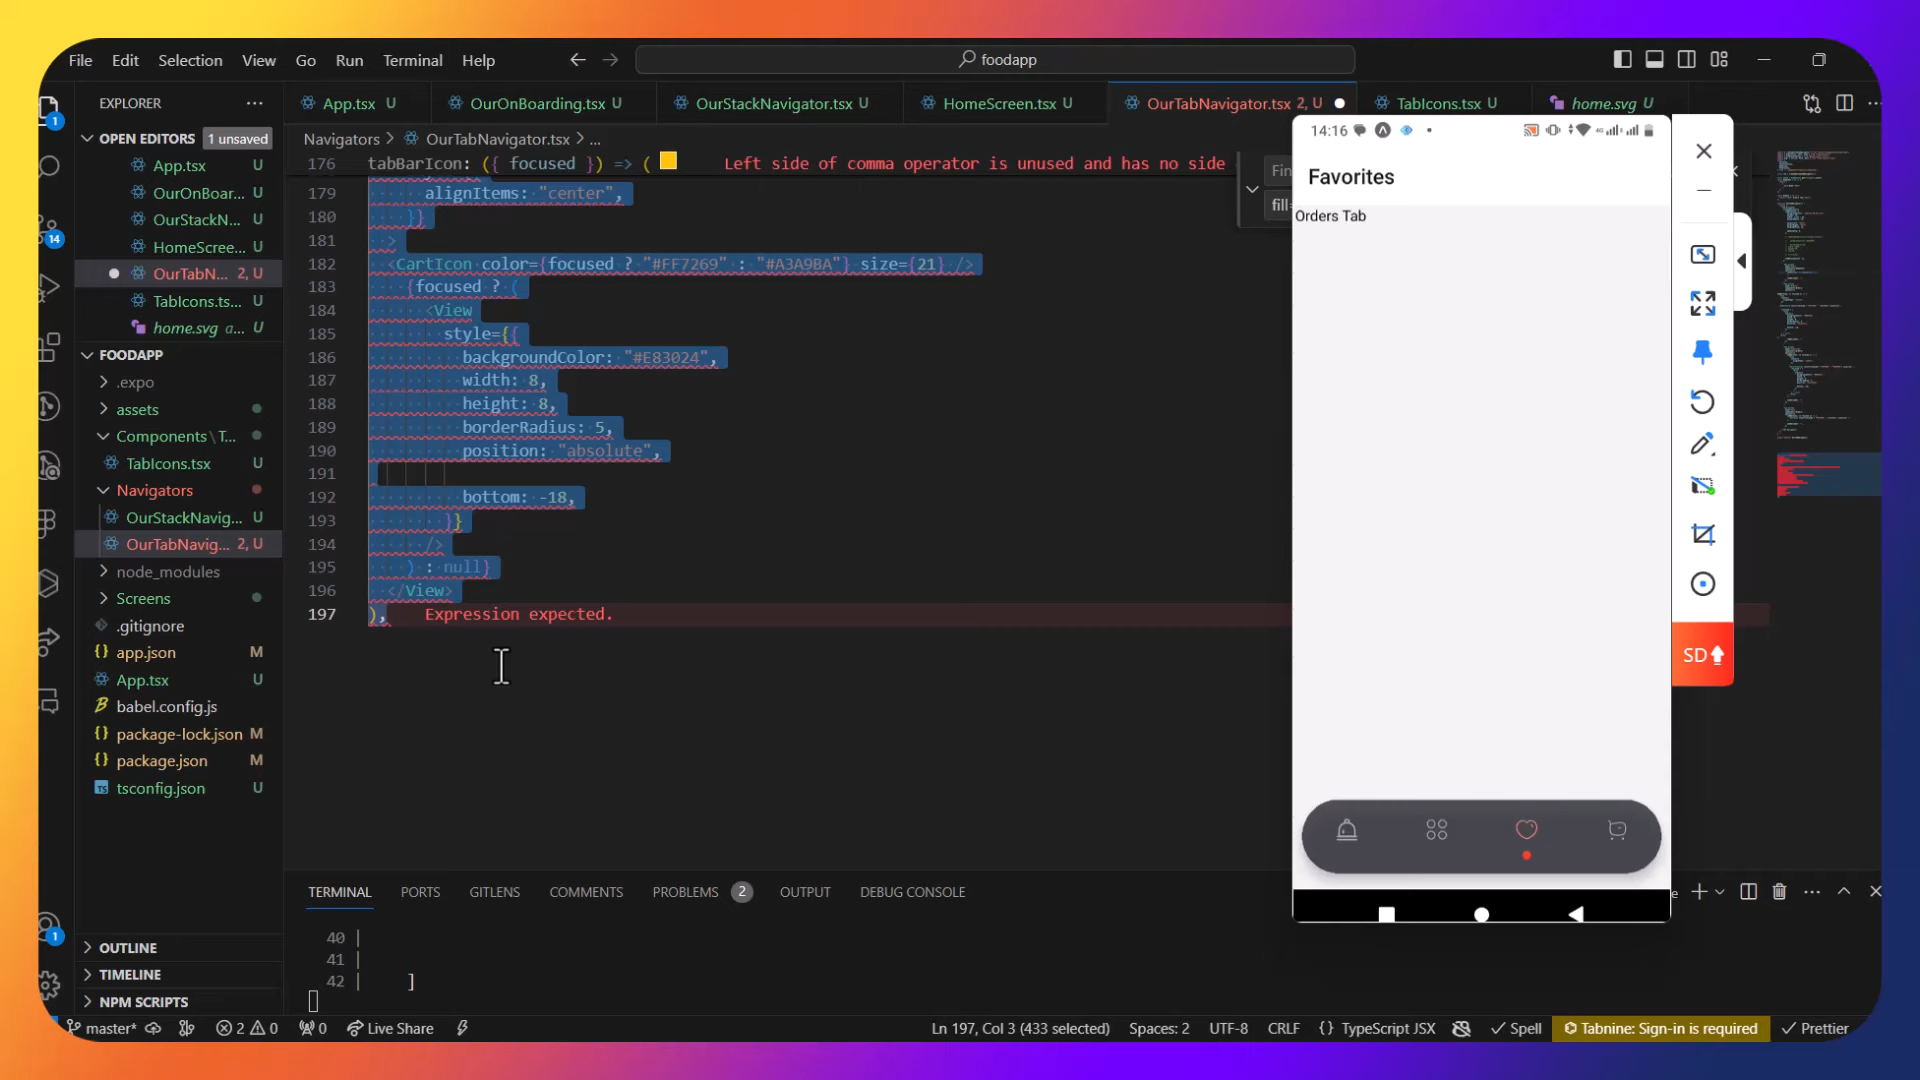 File Edit Selection View Go Run Terminal Help
foodapp
EXPLORER
App.tsx U
OurOnBoarding.tsx U
OurStackNavigator.tsx U
HomeScreen.tsx U
OurTabNavigator.tsx 2, U
TabIcons.tsx U
home.svg U
OPEN EDITORS 1 unsaved
App.tsx U
OurOnBoar... U
OurStackN... U
HomeScree... U
OurTabN... 2, U
TabIcons.ts... U
home.svg a... U
FOODAPP
.expo
assets
Components\T...
TabIcons.tsx U
Navigators
OurStackNavig... U
OurTabNavig... 2, U
node_modules
Screens
.gitignore
app.json M
App.tsx U
babel.config.js
package-lock.json M
package.json M
tsconfig.json U
OUTLINE
TIMELINE
NPM SCRIPTS
1
14
1
Navigators > OurTabNavigator.tsx > ...
176 tabBarIcon: ({ focused }) => ( Left side of comma operator is unused and has no side
179 alignItems: "center",
180 }}
181 >
182 <CartIcon color={focused ? "#FF7269" : "#A3A9BA"} size={21} />
183 {focused ? (
184 <View
185 style={{
186 backgroundColor: "#E83024",
187 width: 8,
188 height: 8,
189 borderRadius: 5,
190 position: "absolute",
191
192 bottom: -18,
193 }}
194 />
195 ) : null}
196 </View>
197 ), Expression expected.
Fin
fill=
14:16
Favorites
Orders Tab
SD
TERMINAL PORTS GITLENS COMMENTS PROBLEMS 2 OUTPUT DEBUG CONSOLE
40 |
41 |
42 | ]
master* 2 0 0 Live Share
Ln 197, Col 3 (433 selected) Spaces: 2 UTF-8 CRLF {} TypeScript JSX Spell Tabnine: Sign-in is required Prettier